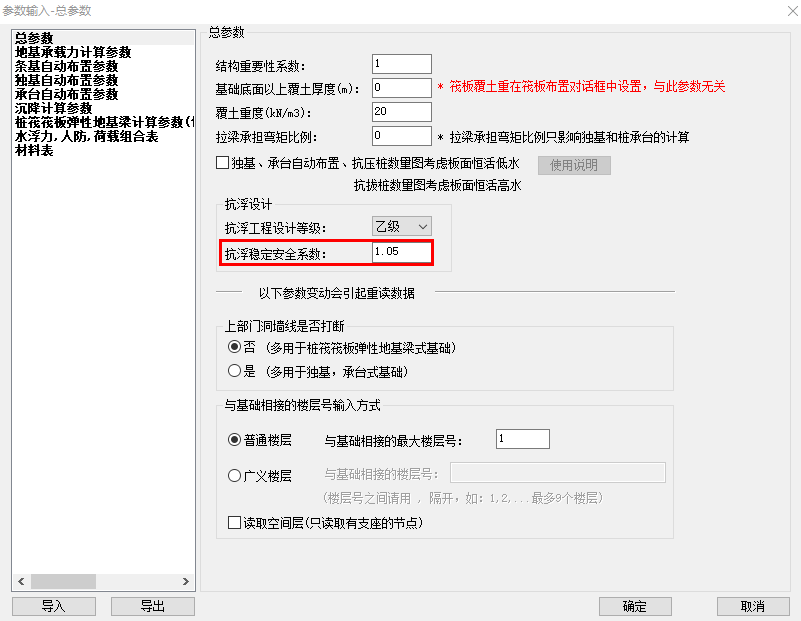 参数输入-总参数
总参数
地基承载力计算参数
条基自动布置参数
独基自动布置参数
承台自动布置参数
沉降计算参数
桩筏筏板弹性地基梁计算参数(
水浮力,人防,荷载组合表
材料表
总参数
结构重要性系数: 1
基础底面以上覆土厚度(m): 0 * 筏板覆土重在筏板布置对话框中设置，与此参数无关
覆土重度(kN/m3): 20
拉梁承担弯矩比例: 0 * 拉梁承担弯矩比例只影响独基和桩承台的计算
独基、承台自动布置、抗压桩数量图考虑板面恒活低水 使用说明
抗拔桩数量图考虑板面恒活高水
抗浮设计
抗浮工程设计等级: 乙级
抗浮稳定安全系数: 1.05
以下参数变动会引起重读数据
上部门洞墙线是否打断
否 (多用于桩筏筏板弹性地基梁式基础)
是 (多用于独基，承台式基础)
与基础相接的楼层号输入方式
普通楼层 与基础相接的最大楼层号: 1
广义楼层 与基础相接的楼层号:
(楼层号之间请用 , 隔开，如: 1,2,...最多9个楼层)
读取空间层(只读取有支座的节点)
导入 导出 确定 取消